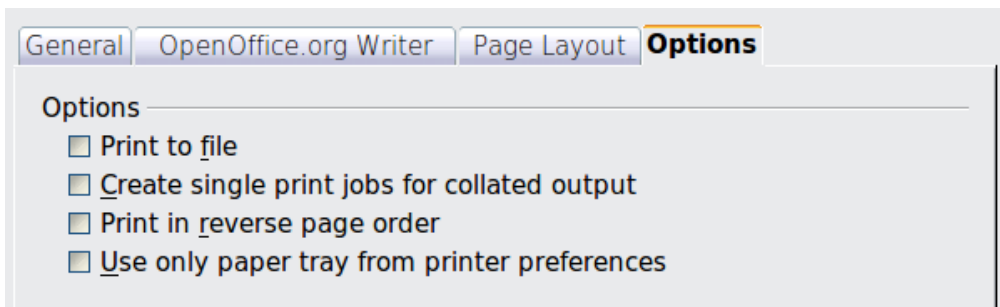 General OpenOffice.org Writer Page Layout Options
Options
Print to file
Create single print jobs for collated output
Print in reverse page order
Use only paper tray from printer preferences